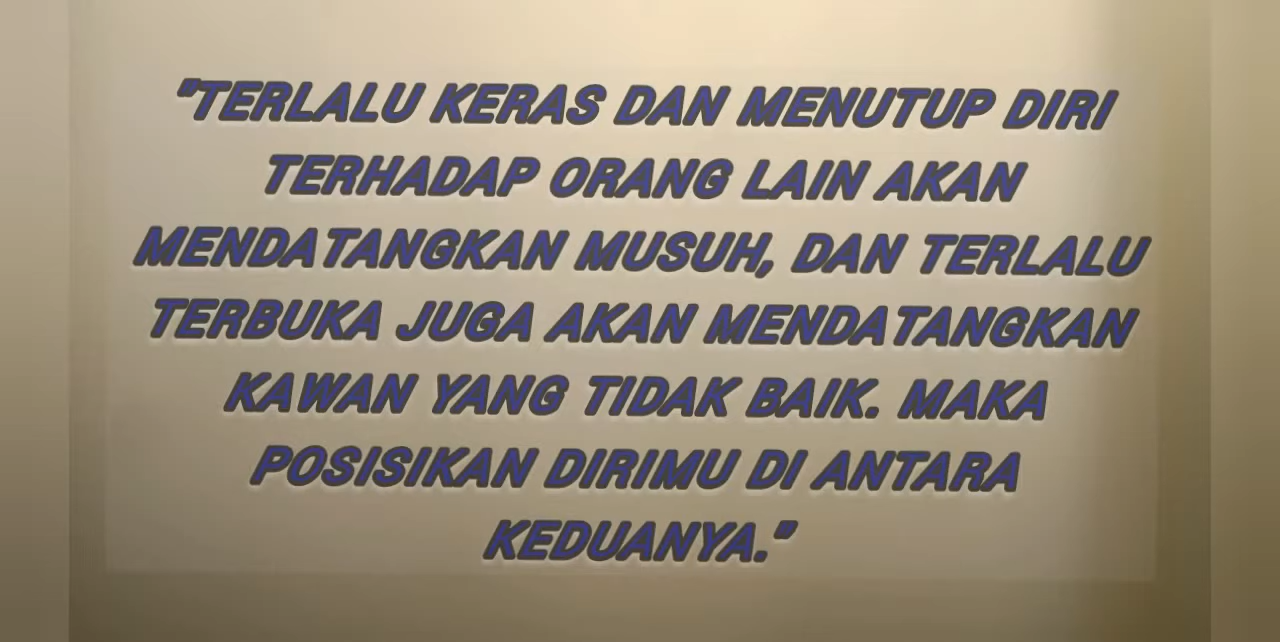 "TERLALU KERAS DAN MENUTUP DIRI
TERHADAP ORANG LAIN AKAN
MENDATANGKAN MUSUH, DAN TERLALU
TERBUKA JUGA AKAN MENDATANGKAN
KAWAN YANG TIDAK BAIK. MAKA
POSISIKAN DIRIMU DI ANTARA
KEDUANYA."